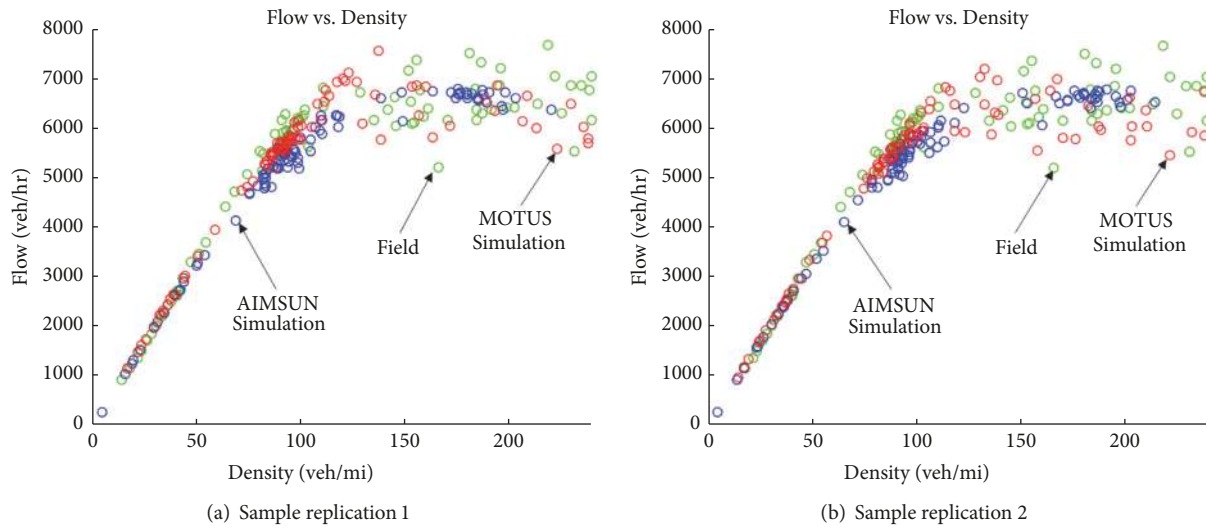 Flow vs. Density
8000
7000
6000
5000
4000
3000
2000
1000
0
Flow (veh/hr)
0 50 100 150 200
Density (veh/mi)
AIMSUN
Simulation
Field
MOTUS
Simulation
(a) Sample replication 1
Flow vs. Density
8000
7000
6000
5000
4000
3000
2000
1000
0
Flow (veh/hr)
0 50 100 150 200
Density (veh/mi)
AIMSUN
Simulation
Field
MOTUS
Simulation
(b) Sample replication 2